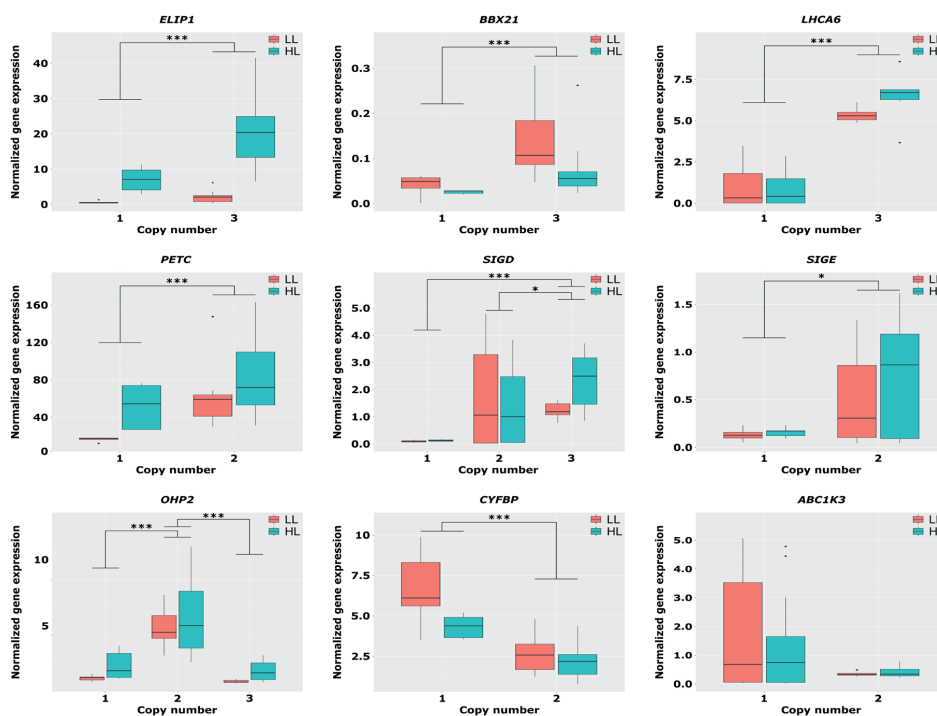 ELIP1
BBX21
LHCA6
LL
HL
***
Normalized gene expression
40
30
20
10
0
1
3
Copy number
LL
HL
***
Normalized gene expression
0.3
0.2
0.1
0.0
1
3
Copy number
LL
HL
***
Normalized gene expression
7.5
5.0
2.5
0.0
1
3
Copy number
PETC
SIGD
SIGE
LL
HL
***
Normalized gene expression
160
120
80
40
0
1
2
Copy number
LL
HL
***
*
Normalized gene expression
5.0
4.0
3.0
2.0
1.0
0.0
1
2
3
Copy number
LL
HL
*
Normalized gene expression
1.5
1.0
0.5
0.0
1
2
Copy number
OHP2
CYFBP
ABC1K3
LL
HL
***
***
Normalized gene expression
10
5
1
2
3
Copy number
LL
HL
***
Normalized gene expression
10
7.5
5.0
2.5
1
2
Copy number
LL
HL
Normalized gene expression
5.0
4.0
3.0
2.0
1.0
0.0
1
2
Copy number